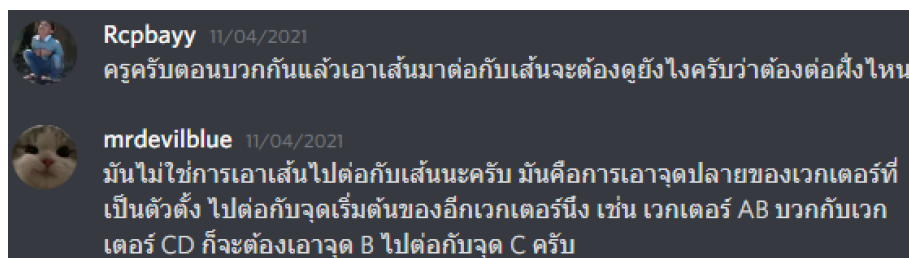 Rcpbayy 11/04/2021
ครูครับตอนบวกกันแล้วเอาเส้นมาต่อกับเส้นจะต้องดูยังไงครับว่าต้องต่อฝั่งไหน
mrdevilblue 11/04/2021
มันไม่ใช่การเอาเส้นไปต่อกับเส้นนะครับ มันคือการเอาจุดปลายของเวกเตอร์ที่
เป็นตัวตั้ง ไปต่อกับจุดเริ่มต้นของอีกเวกเตอร์นึง เช่น เวกเตอร์ AB บวกกับเวก
เตอร์ CD ก็จะต้องเอาจุด B ไปต่อกับจุด C ครับ